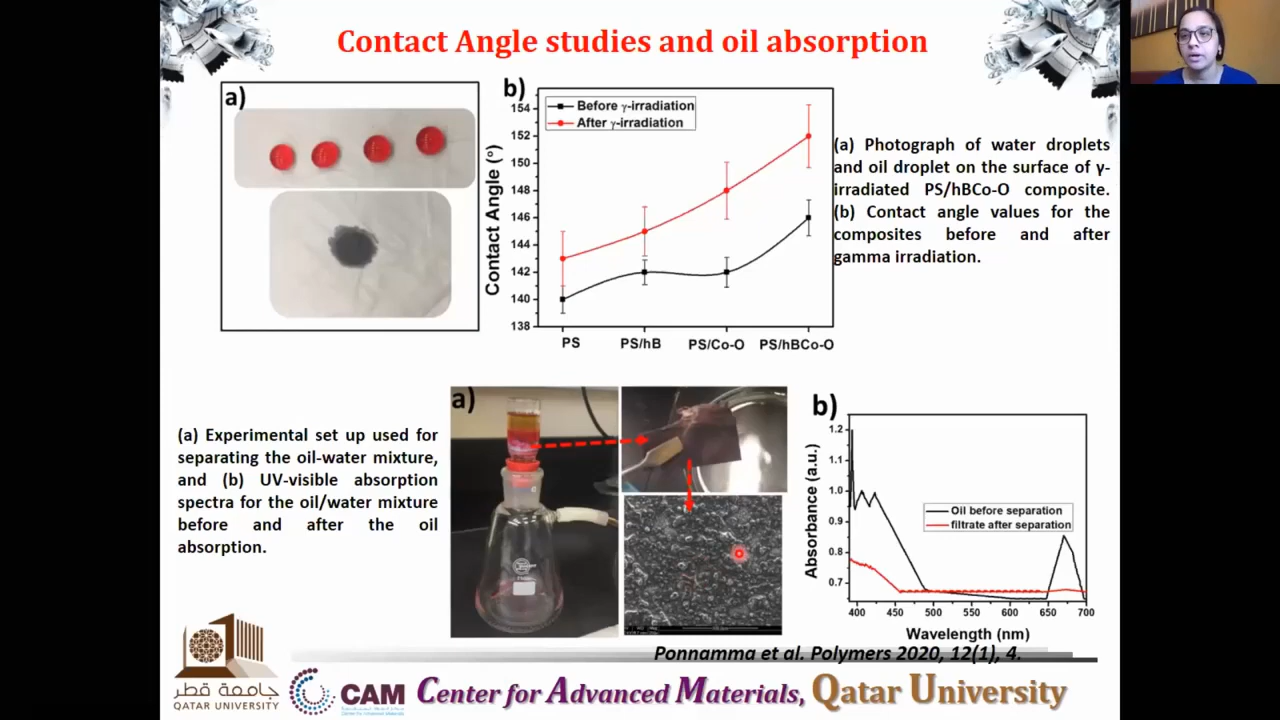 Contact Angle studies and oil absorption
a)
b)
154
152
150
148
146
144
142
140
138
Contact Angle (°)
Before γ-irradiation
After γ-irradiation
PS
PS/hB
PS/Co-O
PS/hBCo-O
(a) Photograph of water droplets
and oil droplet on the surface of γ-
irradiated PS/hBCo-O composite.
(b) Contact angle values for the
composites before and after
gamma irradiation.
(a) Experimental set up used for
separating the oil-water mixture,
and (b) UV-visible absorption
spectra for the oil/water mixture
before and after the oil
absorption.
a)
b)
1.2
1.0
0.9
0.8
0.7
Absorbance (a.u.)
Oil before separation
filtrate after separation
400
450
500
550
600
650
700
Wavelength (nm)
Ponnamma et al. Polymers 2020, 12(1), 4.
جامعة قطر
QATAR UNIVERSITY
CAM
Center for Advanced Materials, Qatar University